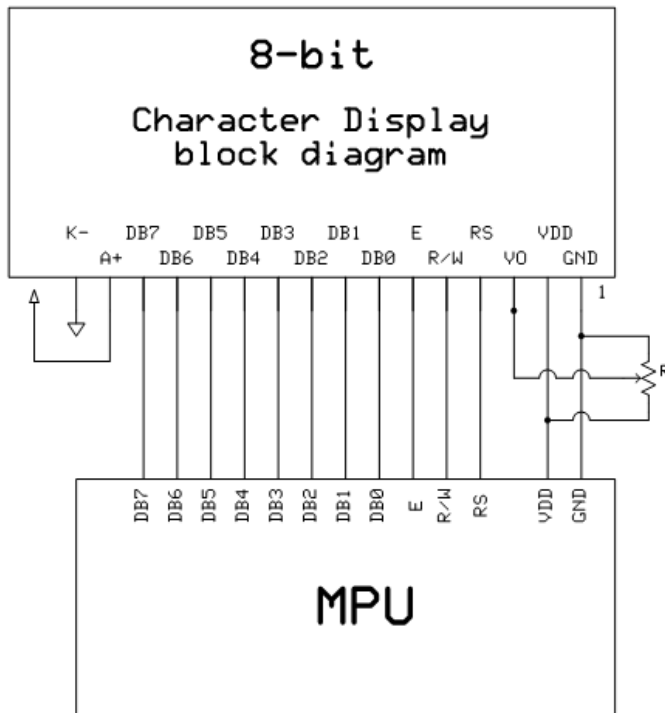 8-bit
Character Display
block diagram
K- DB7 DB5 DB3 DB1 E RS VDD
A+ DB6 DB4 DB2 DB0 R/W VO GND
1
R
DB7 DB6 DB5 DB4 DB3 DB2 DB1 DB0 E R/W RS VDD GND
MPU